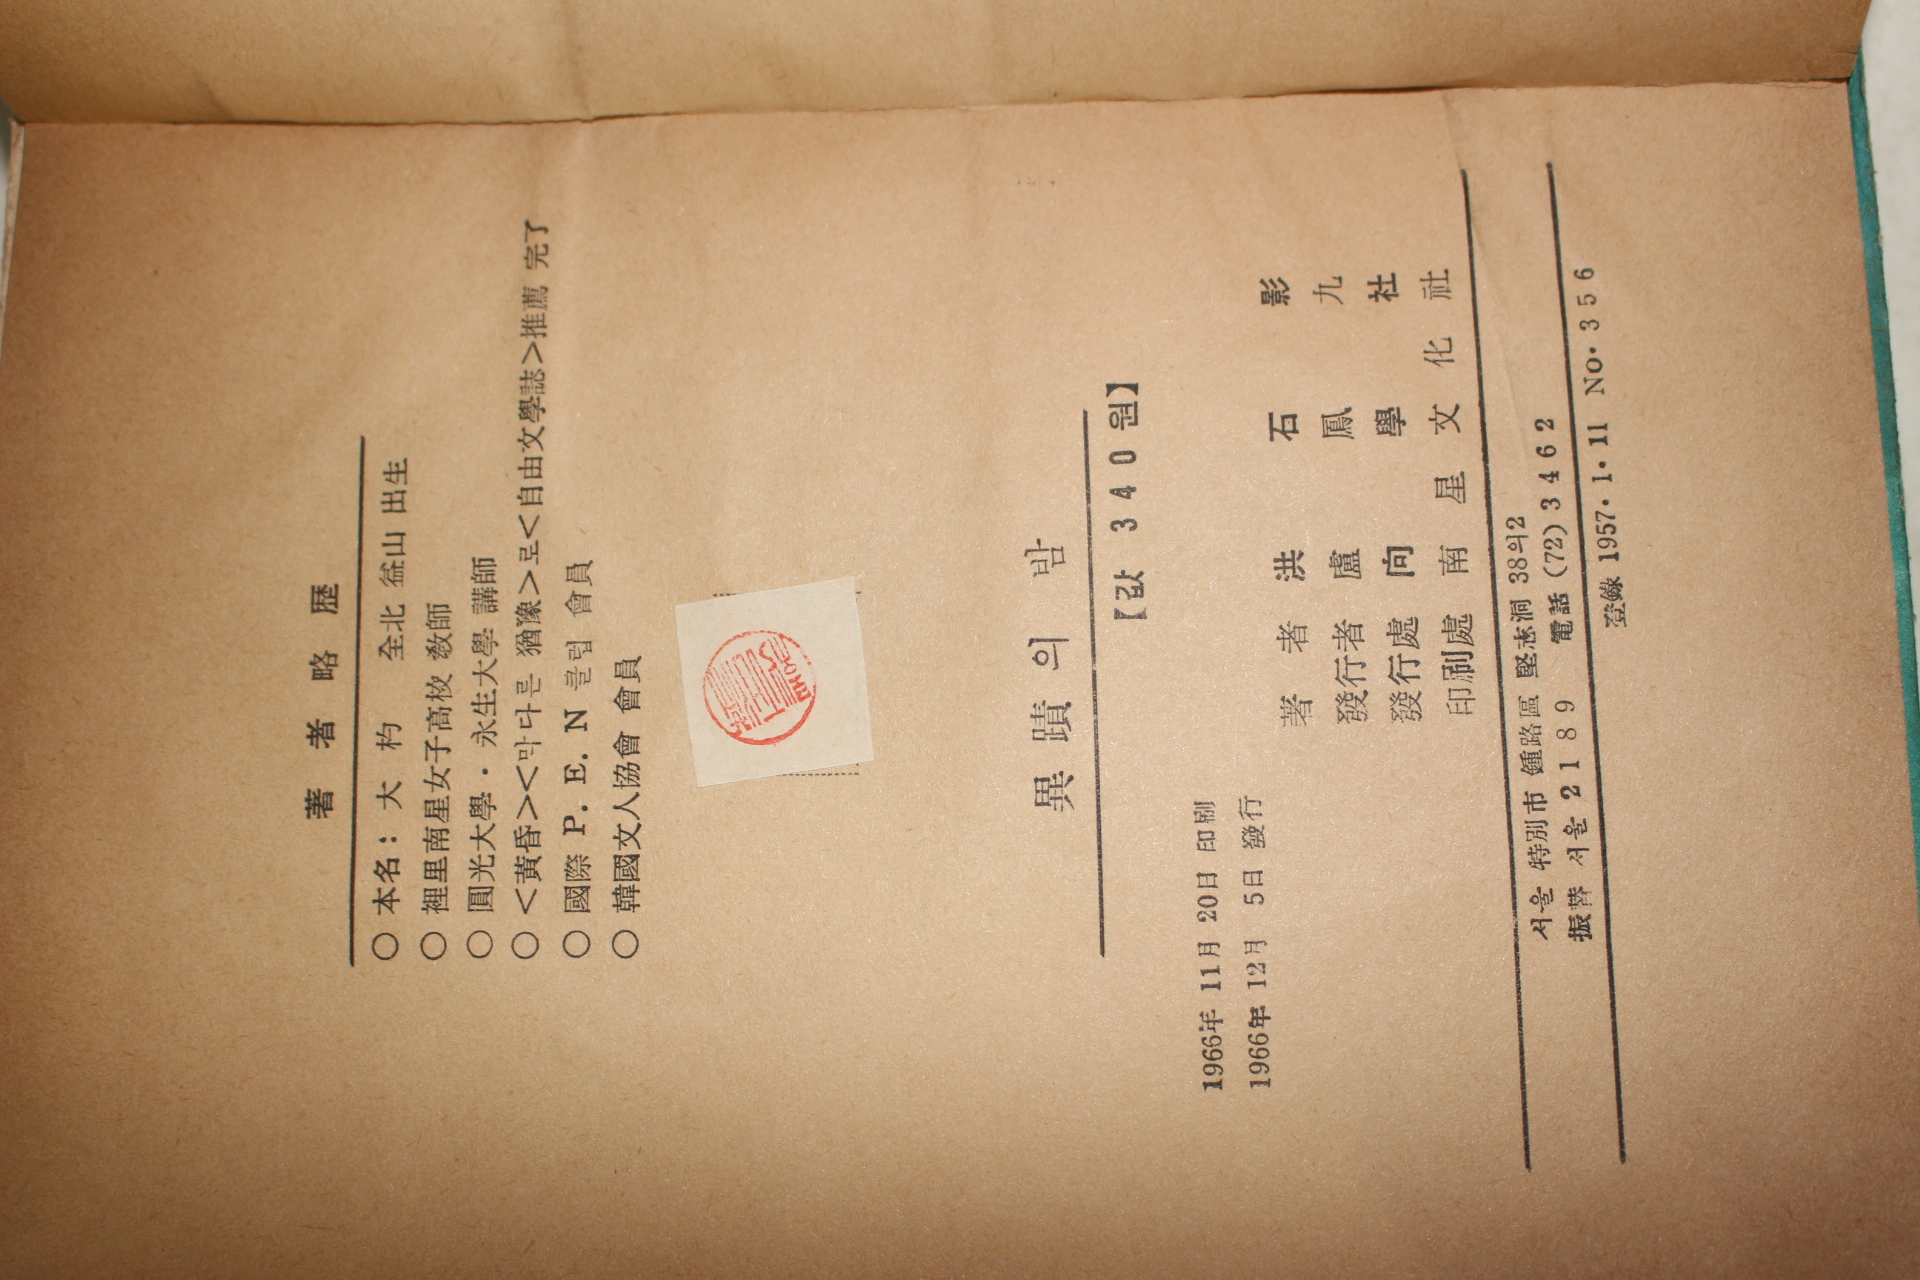 著者略歷
○本名: 大杓 全北 益山 出生
○裡里南星女子高校 敎師
○圓光大學・永生大學 講師
○<黃昏><막다른 猶豫>로<自由文學誌>推薦 完了
○國際 P.E.N 클럽 會員
○韓國文人協會 會員
異蹟의 밤
【값 340원】
1966年 11月 20日 印刷
1966年 12月 5日 發行
著者 洪石影
發行者 盧鳳九
發行處 向學社
印刷處 南星文化社
서울 特別市 鍾路區 堅志洞 38의2
振替 서울 21189 電話 (72)3462
登錄 1957・1・11 No・356